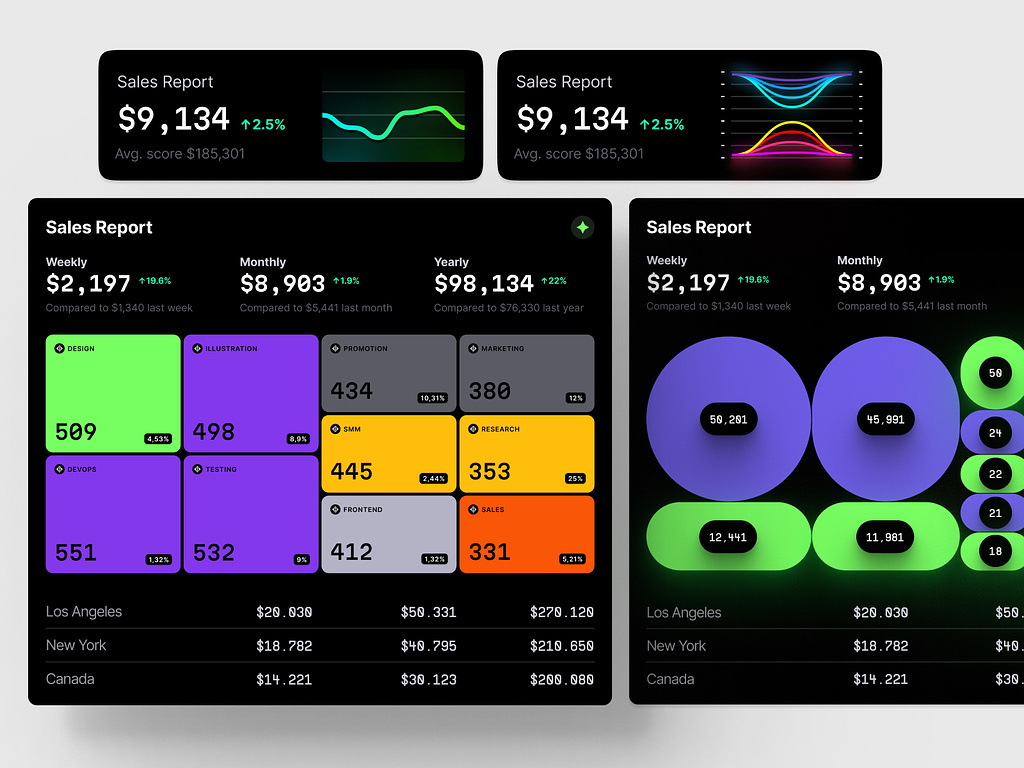 Sales Report
$9,134 ↑2.5%
Avg. score $185,301
Sales Report
$9,134 ↑2.5%
Avg. score $185,301
Sales Report
Weekly Monthly Yearly
$2,197 ↑19.6% $8,903 ↑1.9% $98,134 ↑22%
Compared to $1,340 last week Compared to $5,441 last month Compared to $76,330 last year
DESIGN ILLUSTRATION PROMOTION MARKETING
434 10,31% 380 12%
509 4,53% 498 8,9%
SMM RESEARCH
445 2,44% 353 25%
DEVOPS TESTING
FRONTEND SALES
551 1,32% 532 9% 412 1,32% 331 5,21%
Los Angeles $20.030 $50.331 $270.120
New York $18.782 $40.795 $210.650
Canada $14.221 $30.123 $200.080
Sales Report
Weekly Monthly
$2,197 ↑19.6% $8,903 ↑1.9%
Compared to $1,340 last week Compared to $5,441 last month
50
50,201 45,991
24
22
21
12,441 11,981
18
Los Angeles $20.030 $50.
New York $18.782 $40.
Canada $14.221 $30.